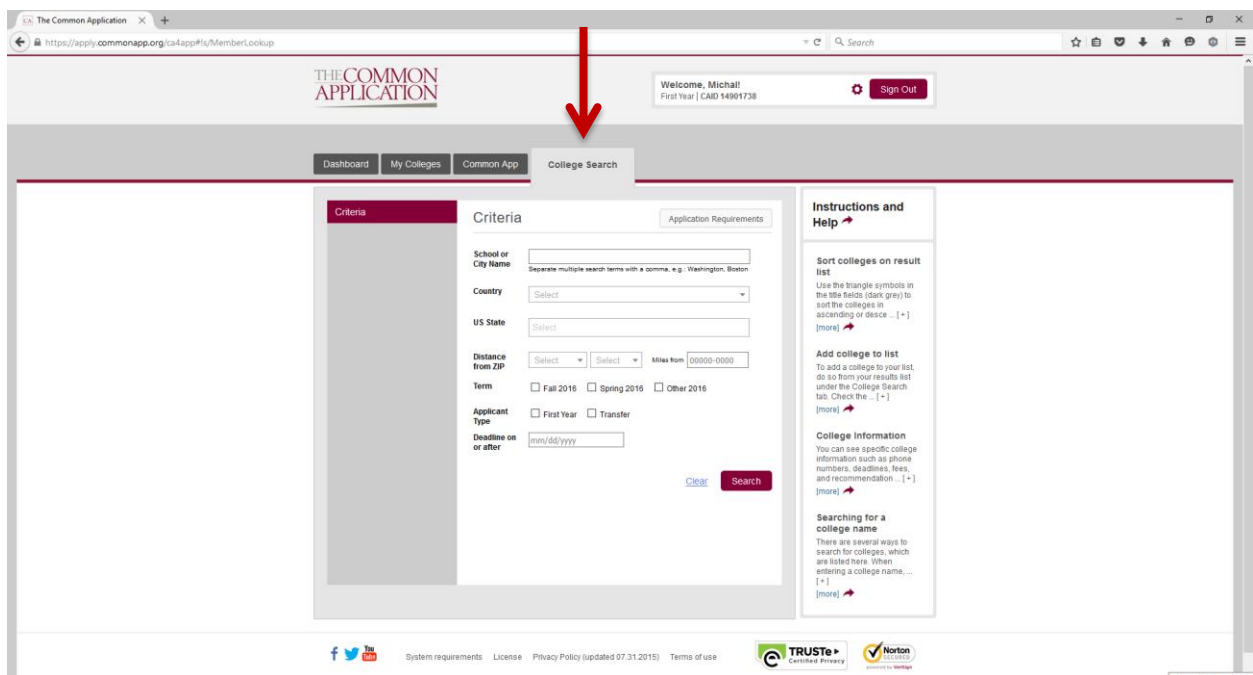 The Common Application
https://apply.commonapp.org/ca4app#!s/MemberLookup
Search
THE COMMON
APPLICATION
Welcome, Michal!
First Year | CAID 14901738
Sign Out
Dashboard
My Colleges
Common App
College Search
Criteria
Criteria
Application Requirements
School or
City Name
Separate multiple search terms with a comma, e.g.: Washington, Boston
Country
Select
US State
Select
Distance
from ZIP
Select
Select
Miles from
00000-0000
Term
Fall 2016
Spring 2016
Other 2016
Applicant
Type
First Year
Transfer
Deadline on
or after
mm/dd/yyyy
Clear
Search
Instructions and
Help
Sort colleges on result
list
Use the triangle symbols in
the title fields (dark grey) to
sort the colleges in
ascending or desce ... [ + ]
[more]
Add college to list
To add a college to your list,
do so from your results list
under the College Search
tab. Check the ... [ + ]
[more]
College Information
You can see specific college
information such as phone
numbers, deadlines, fees,
and recommendation ... [ + ]
[more]
Searching for a
college name
There are several ways to
search for colleges, which
are listed here. When
entering a college name, ...
[ + ]
[more]
You
Tube
System requirements
License
Privacy Policy (updated 07.31.2015)
Terms of use
TRUSTe
Certified Privacy
Norton
SECURED
powered by VeriSign